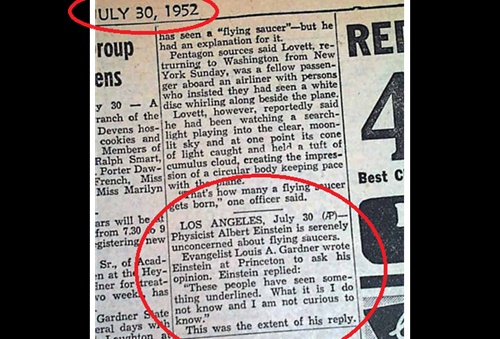 JULY 30, 1952
roup
ens
y 30 — A
ranch of the
Devens hos-
cookies and
Members of
Ralph Smart,
Porter Daw-
French, Miss
Miss Marilyn
ars will be at
from 7.30 to 9
egistering new
Sr., of Acad-
en at the Hey-
iner for treat-
two weeks, has
Gardner State
eral days with
Laughton at
has seen a "flying saucer"—but he
had an explanation for it.
Pentagon sources said Lovett, re-
turning to Washington from New
York Sunday, was a fellow passen-
ger aboard an airliner with persons
who insisted they had seen a white
disc whirling along beside the plane.
Lovett, however, reportedly said
he had been watching a search-
light playing into the clear, moon-
lit sky and at one point its cone
of light caught and held a tuft of
cumulus cloud, creating the impres-
sion of a circular body keeping pace
with the plane.
"That's how many a flying saucer
gets born," one officer said.
LOS ANGELES, July 30 (AP)—
Physicist Albert Einstein is serenely
unconcerned about flying saucers.
Evangelist Louis A. Gardner wrote
Einstein at Princeton to ask his
opinion. Einstein replied:
"These people have seen some-
thing underlined. What it is I do
not know and I am not curious to
know."
This was the extent of his reply.
RE
4
Best C